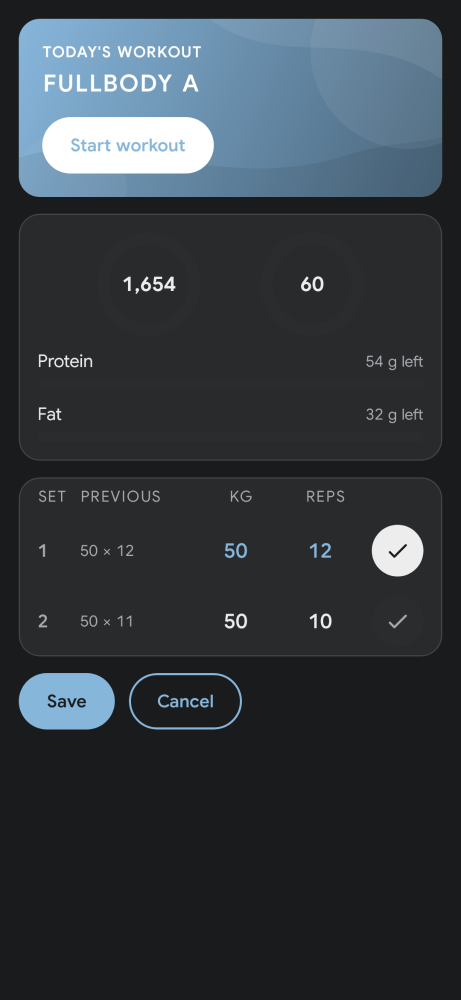 TODAY'S WORKOUT
FULLBODY A
Start workout
1,654
60
Protein 54 g left
Fat 32 g left
SET PREVIOUS KG REPS
1 50 × 12 50 12
2 50 × 11 50 10
Save Cancel